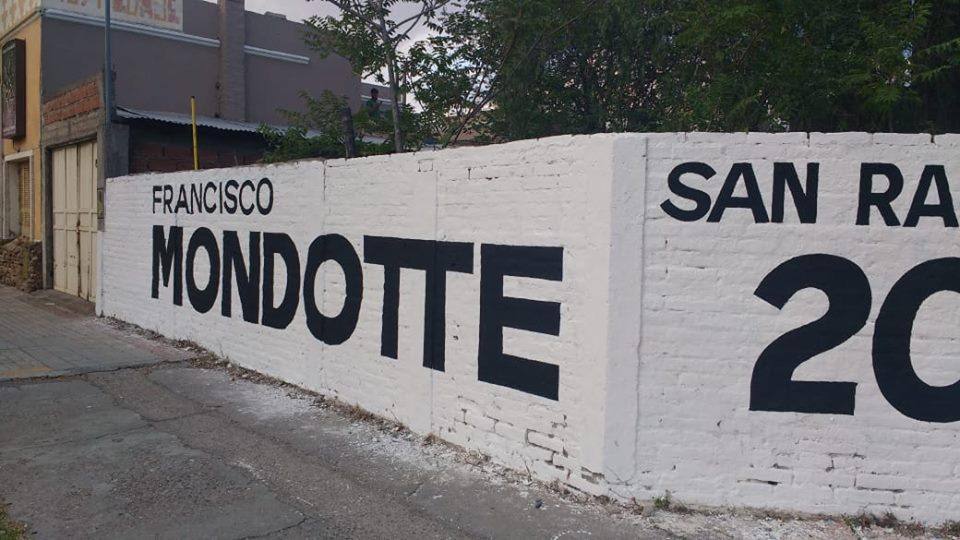 FRANCISCO
MONDOTTE
SAN RA
20